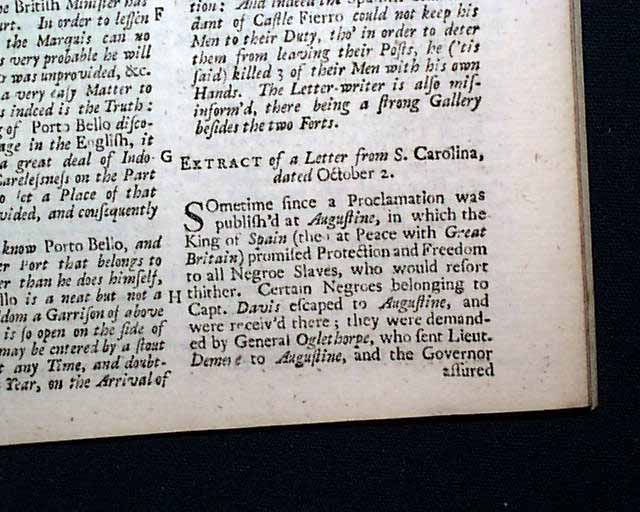 he British Minister has
urt. In order to lessen F
the Marquis can no
s very probable he will
was unprovided, &c.
a very easy Matter to
s indeed is the Truth:
g of Porto Bello disco-
age in the English, it
a great deal of Indo- G
Carelesness on the Part
o let a Place of that
vided, and consequently
know Porto Bello, and
er Port that belongs to
er than he does himself,
llo is a neat but not a H
ldom a Garrison of above
is so open on the side of
may be entered by a stout
t any Time, and doubt-
Year, on the Arrival of
tion: And indeed the
dant of Castle Fierro could not keep his
Men to their Duty, tho' in order to deter
them from leaving their Posts, he ('tis
said) killed 3 of their Men with his own
Hands. The Letter-writer is also mis-
inform'd, there being a strong Gallery
besides the two Forts.
EXTRACT of a Letter from S. Carolina,
dated October 2.
SOmetime since a Proclamation was
publish'd at Augustine, in which the
King of Spain (then at Peace with Great
Britain) promised Protection and Freedom
to all Negroe Slaves, who would resort
thither. Certain Negroes belonging to
Capt. Davis escaped to Augustine, and
were receiv'd there; they were demand-
ed by General Oglethorpe, who sent Lieut.
Demere to Augustine, and the Governor
assured